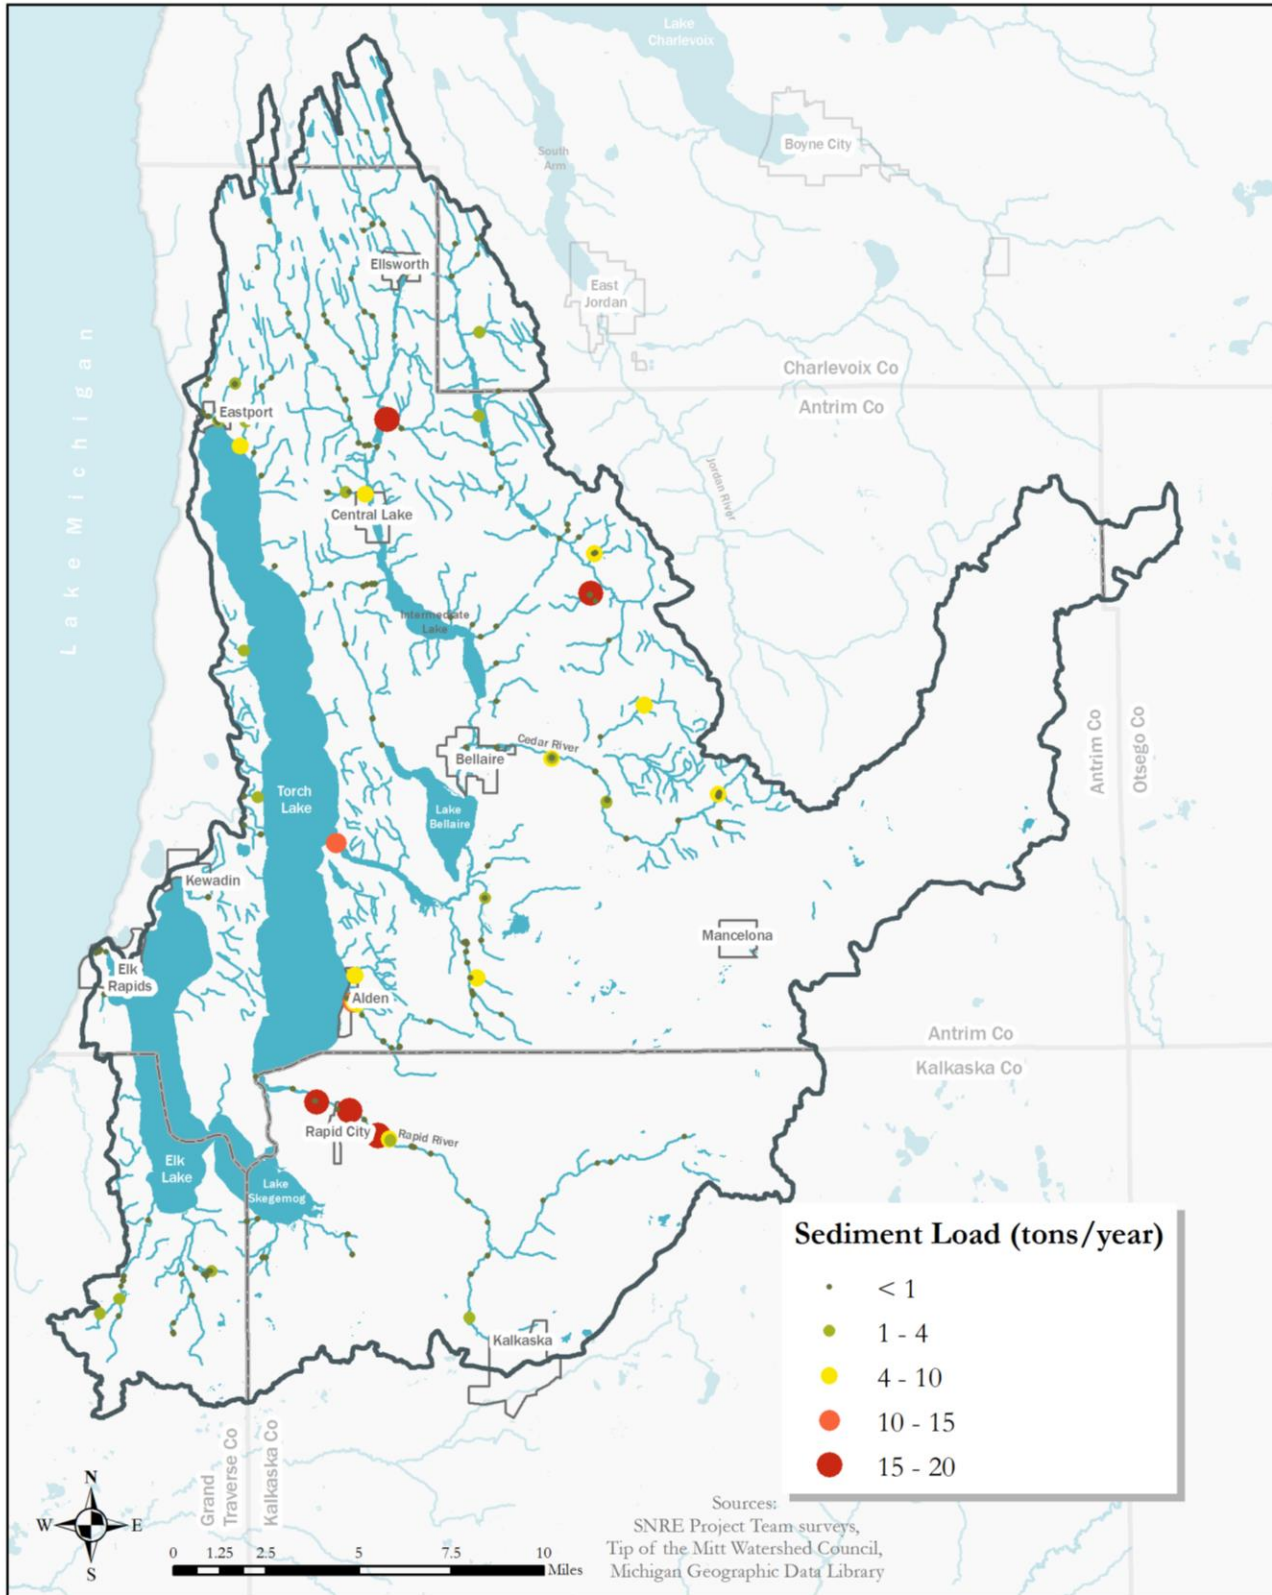 Lake
Charlevoix
Boyne City
South
Arm
Ellsworth
East
Jordan
Lake Michigan
Charlevoix Co
Antrim Co
Eastport
Jordan River
Central Lake
Intermediate
Lake
Antrim Co
Otsego Co
Cedar River
Bellaire
Torch
Lake
Lake
Bellaire
Kewadin
Mancelona
Elk
Rapids
Alden
Antrim Co
Kalkaska Co
Rapid City
Rapid River
Elk
Lake
Lake
Skegemog
Kalkaska
Sediment Load (tons/year)
< 1
1 - 4
4 - 10
10 - 15
15 - 20
Grand
Traverse Co
Kalkaska Co
N
W
E
S
0 1.25 2.5 5 7.5 10
Miles
Sources:
SNRE Project Team surveys,
Tip of the Mitt Watershed Council,
Michigan Geographic Data Library